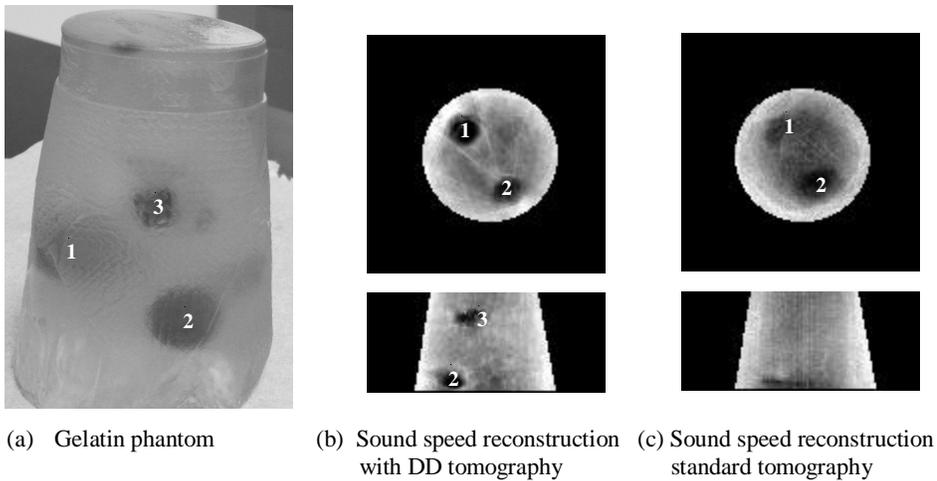 3
1
2
1
2
3
2
1
2
(a) Gelatin phantom
(b) Sound speed reconstruction
with DD tomography
(c) Sound speed reconstruction
standard tomography